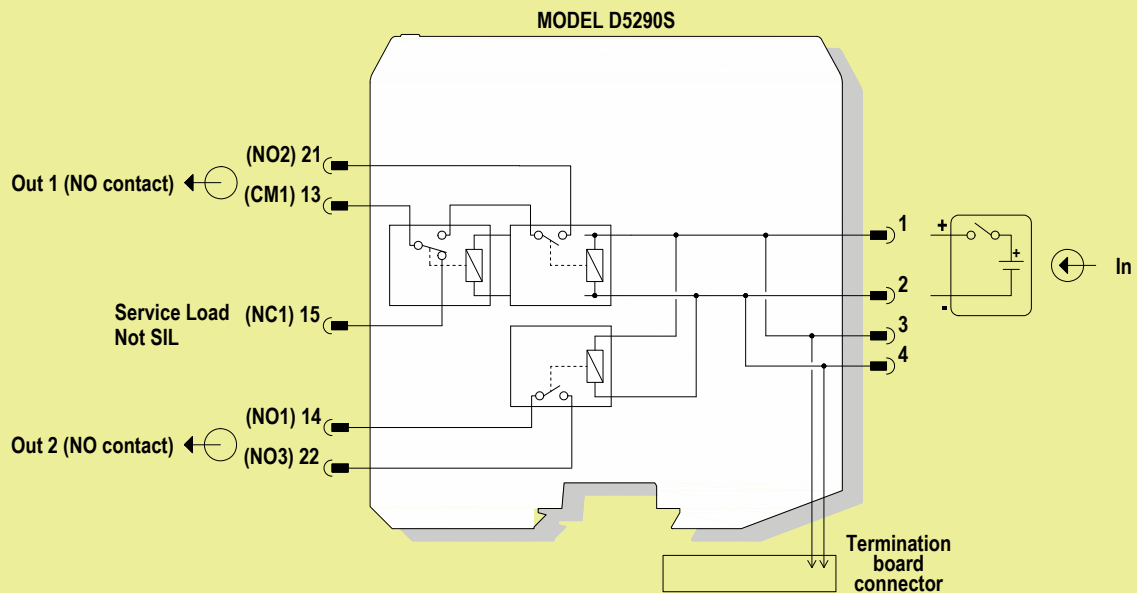 MODEL D5290S
(NO2) 21
Out 1 (NO contact)
(CM1) 13
1
+
+
In
2
-
Service Load
Not SIL
(NC1) 15
3
4
(NO1) 14
Out 2 (NO contact)
(NO3) 22
Termination
board
connector